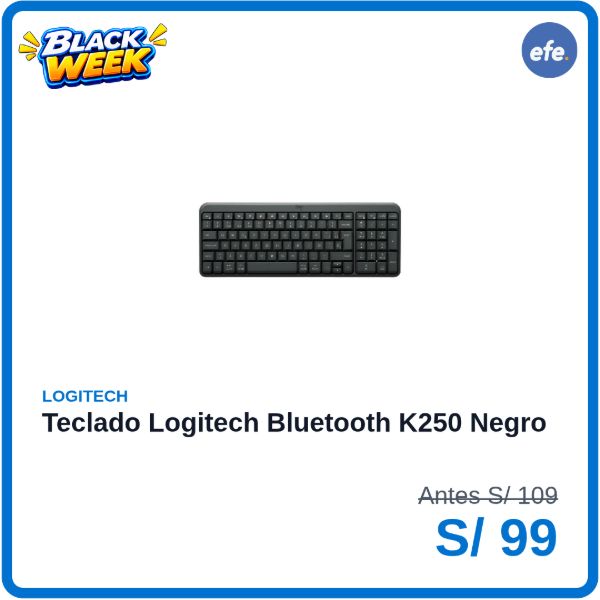 BLACK
WEEK
efe.
LOGITECH
Teclado Logitech Bluetooth K250 Negro
Antes S/ 109
S/ 99